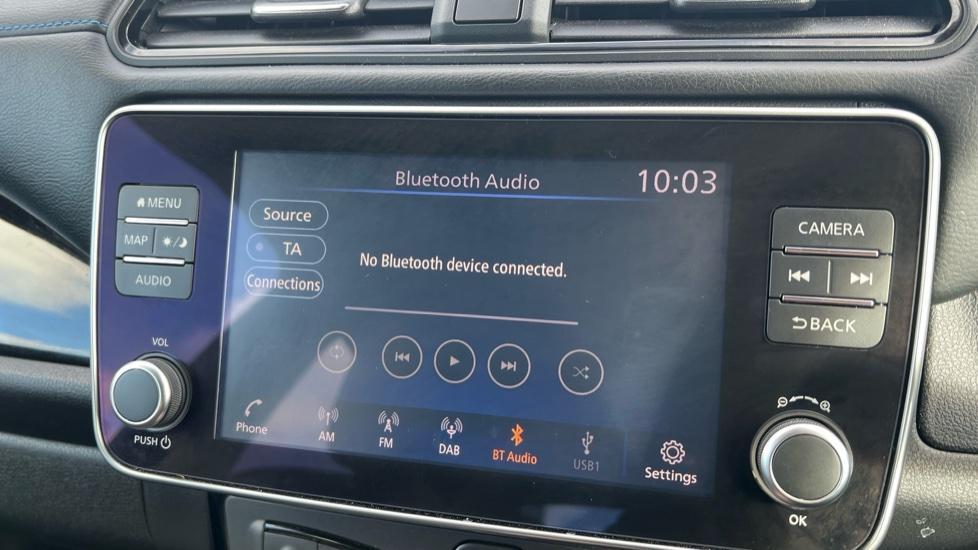 Bluetooth Audio 10:03
MENU
MAP
AUDIO
VOL
PUSH
Source
TA
Connections
No Bluetooth device connected.
Phone AM FM DAB BT Audio USB1 Settings
CAMERA
BACK
OK